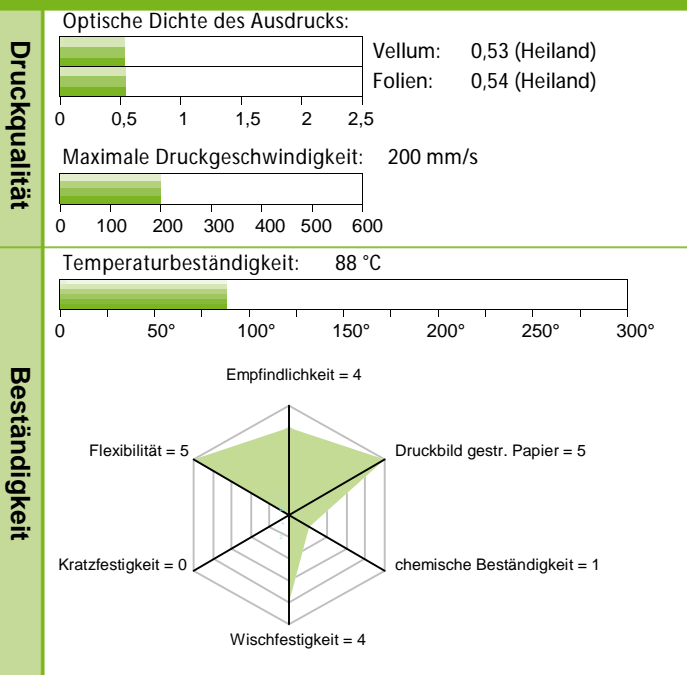 Druckqualität
Optische Dichte des Ausdrucks:
Vellum: 0,53 (Heiland)
Folien: 0,54 (Heiland)
0 0,5 1 1,5 2 2,5
Maximale Druckgeschwindigkeit: 200 mm/s
0 100 200 300 400 500 600
Beständigkeit
Temperaturbeständigkeit: 88 °C
0 50° 100° 150° 200° 250° 300°
Empfindlichkeit = 4
Flexibilität = 5
Druckbild gestr. Papier = 5
Kratzfestigkeit = 0
chemische Beständigkeit = 1
Wischfestigkeit = 4